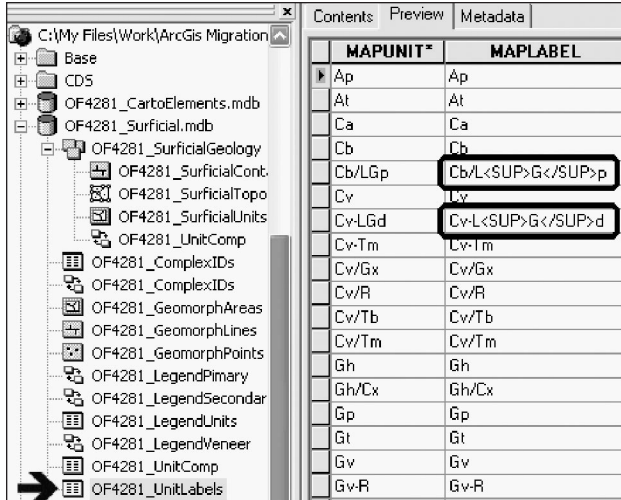 C:\My Files\Work\ArcGis Migration
Base
CDS
OF4281_CartoElements.mdb
OF4281_Surficial.mdb
OF4281_SurficialGeology
OF4281_SurficialCont
OF4281_SurficialTopo
OF4281_SurficialUnits
OF4281_UnitComp
OF4281_ComplexIDs
OF4281_ComplexIDs
OF4281_GeomorphAreas
OF4281_GeomorphLines
OF4281_GeomorphPoints
OF4281_LegendPimary
OF4281_LegendSecondar
OF4281_LegendUnits
OF4281_LegendVeneer
OF4281_UnitComp
OF4281_UnitLabels
Contents Preview Metadata
MAPUNIT* MAPLABEL
Ap Ap
At At
Ca Ca
Cb Cb
Cb/LGp Cb/L<SUP>G</SUP>p
Cv Cv
Cv-LGd Cv-L<SUP>G</SUP>d
Cv-Tm Cv-Tm
Cv/Gx Cv/Gx
Cv/R Cv/R
Cv/Tb Cv/Tb
Cv/Tm Cv/Tm
Gh Gh
Gh/Cx Gh/Cx
Gp Gp
Gt Gt
Gv Gv
Gv-R Gv-R